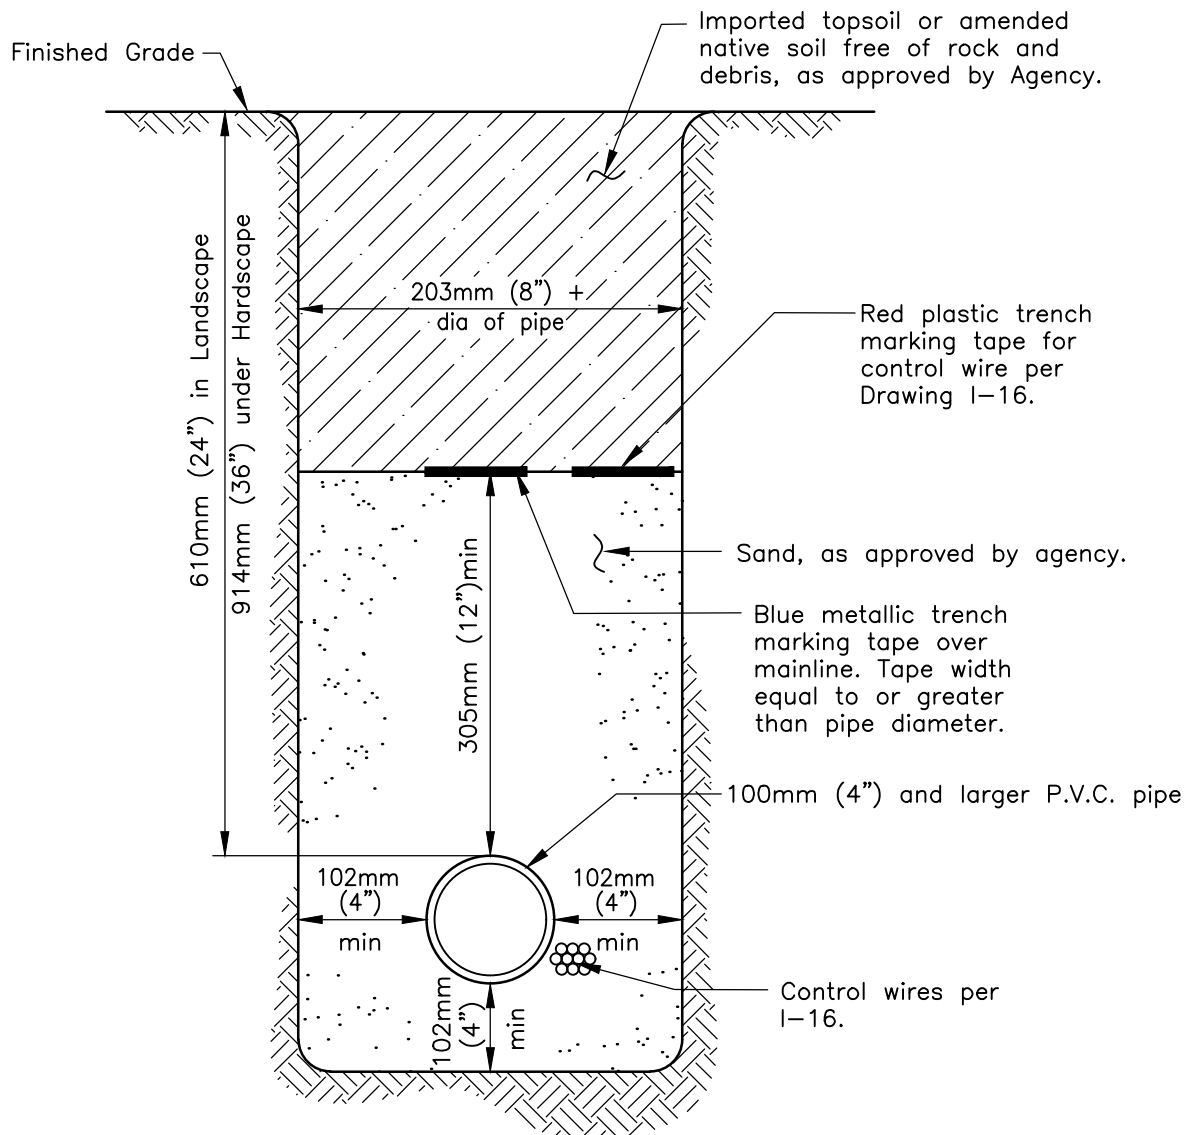 Imported topsoil or amended
native soil free of rock and
debris, as approved by Agency.
Finished Grade
610mm (24") in Landscape
914mm (36") under Hardscape
203mm (8") +
dia of pipe
Red plastic trench
marking tape for
control wire per
Drawing I-16.
305mm (12")min
Sand, as approved by agency.
Blue metallic trench
marking tape over
mainline. Tape width
equal to or greater
than pipe diameter.
100mm (4") and larger P.V.C. pipe
102mm
(4")
min
102mm
(4")
min
102mm
(4")
min
Control wires per
I-16.